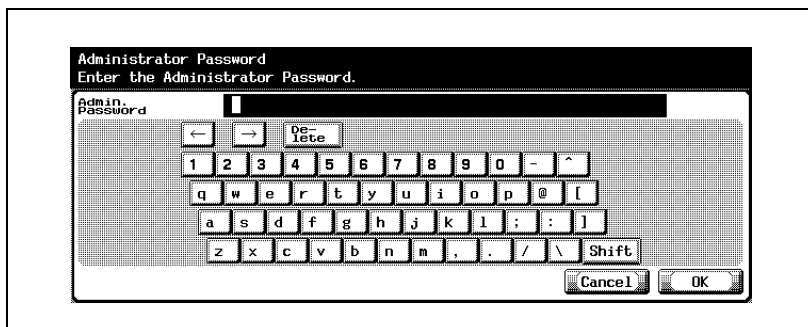 Administrator Password
Enter the Administrator Password.
Admin.
Password
← → De-
lete
1 2 3 4 5 6 7 8 9 0 - ^
q w e r t y u i o p @ [
a s d f g h j k l ; : ]
z x c v b n m , . / \ Shift
Cancel OK